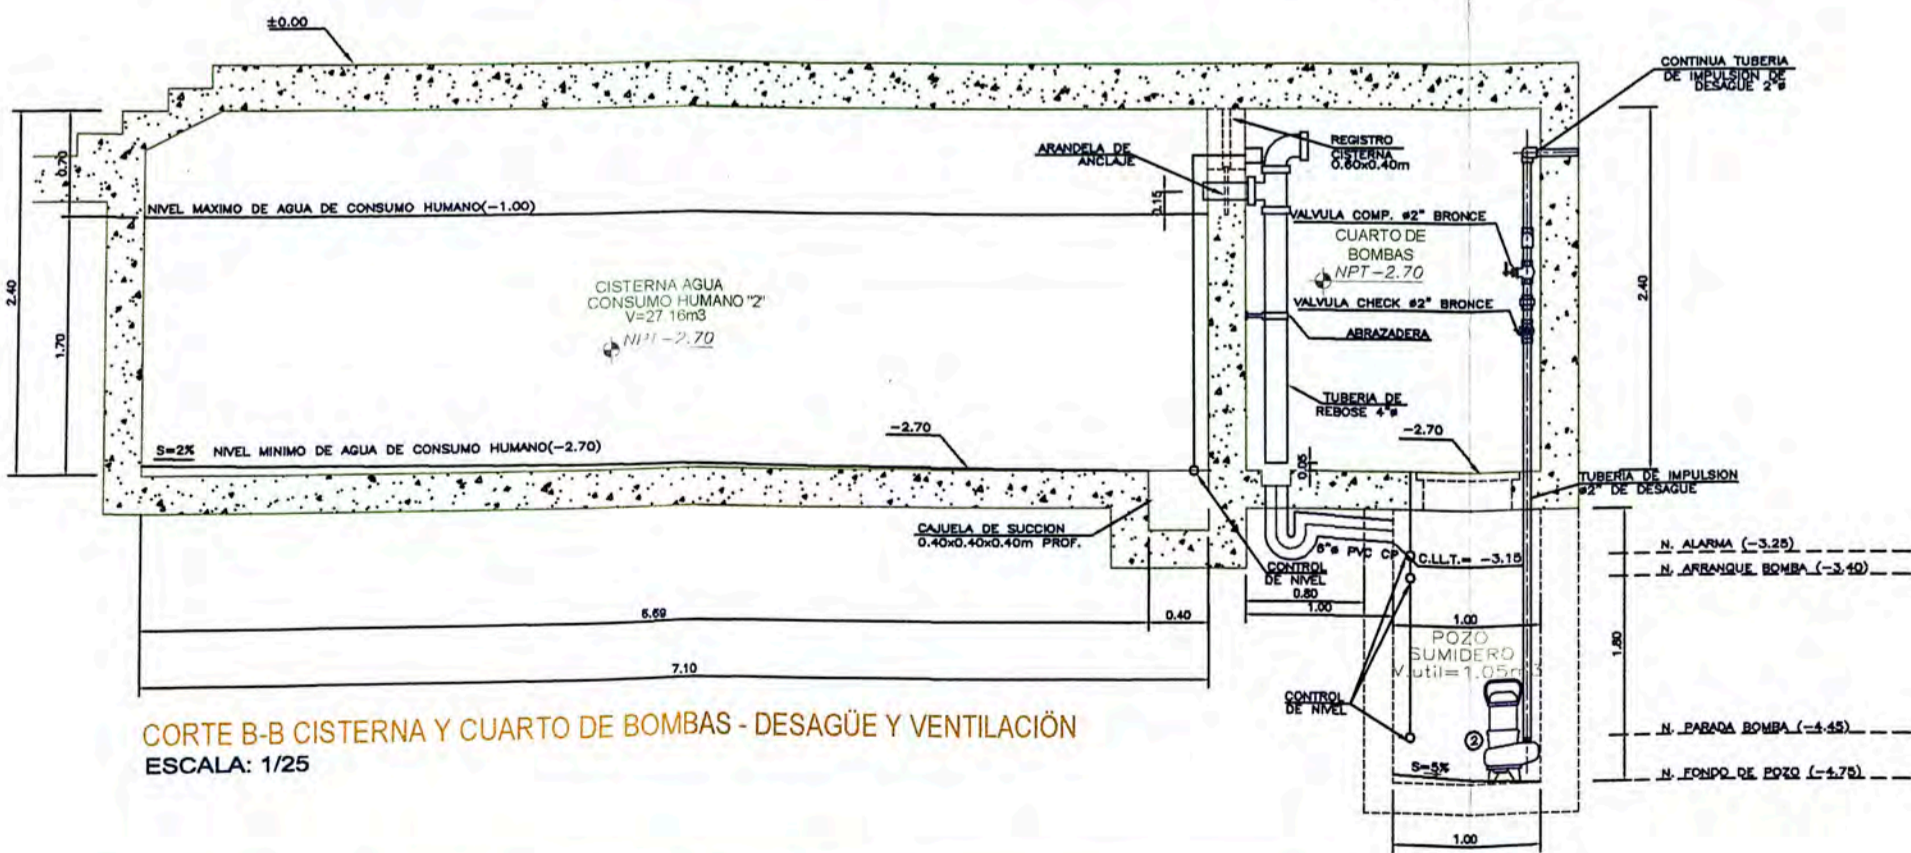 ±0.00
CONTINUA TUBERIA
DE IMPULSION DE
DESAGUE 2"ø
ARANDELA DE
ANCLAJE
REGISTRO
CISTERNA
0.60x0.40m
0.70
0.15
NIVEL MAXIMO DE AGUA DE CONSUMO HUMANO(-1.00)
VALVULA COMP. ø2" BRONCE
CUARTO DE
BOMBAS
NPT-2.70
CISTERNA AGUA
CONSUMO HUMANO "2"
V=27.16m3
NPT-2.70
2.40
1.70
2.40
VALVULA CHECK ø2" BRONCE
ABRAZADERA
TUBERIA DE
REBOSE 4"ø
S=2%
NIVEL MINIMO DE AGUA DE CONSUMO HUMANO(-2.70)
-2.70
-2.70
0.05
TUBERIA DE IMPULSION
ø2" DE DESAGUE
CAJUELA DE SUCCION
0.40x0.40x0.40m PROF.
6"ø PVC CP
C.LL.T.= -3.15
CONTROL
DE NIVEL
N. ALARMA (-3.25)
N. ARRANQUE BOMBA (-3.40)
0.80
1.00
6.69
0.40
1.00
1.80
7.10
POZO
SUMIDERO
V.util=1.05m3
CONTROL
DE NIVEL
CORTE B-B CISTERNA Y CUARTO DE BOMBAS - DESAGÜE Y VENTILACIÖN
ESCALA: 1/25
2
N. PARADA BOMBA (-4.45)
S=5%
N. FONDO DE POZO (-4.75)
1.00